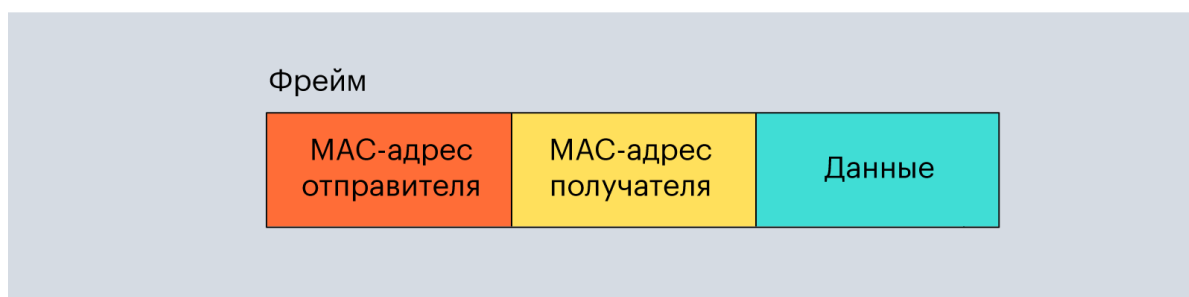 Фрейм
MAC-адрес
отправителя
MAC-адрес
получателя
Данные